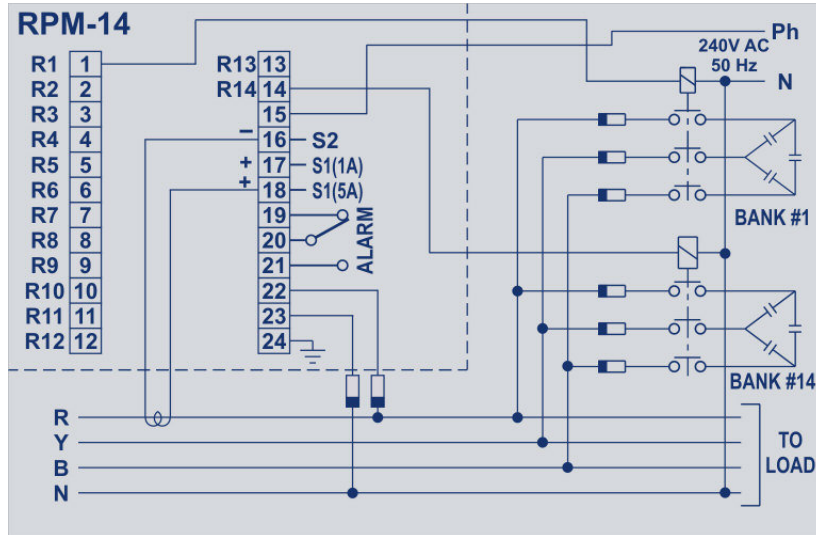 RPM-14
R1 1
R2 2
R3 3
R4 4
R5 5
R6 6
R7 7
R8 8
R9 9
R10 10
R11 11
R12 12
R13 13
R14 14
15
− 16 S2
+ 17 S1(1A)
+ 18 S1(5A)
19
20
21
ALARM
22
23
24
Ph
240V AC
50 Hz
N
BANK #1
BANK #14
R
Y
B
N
TO
LOAD